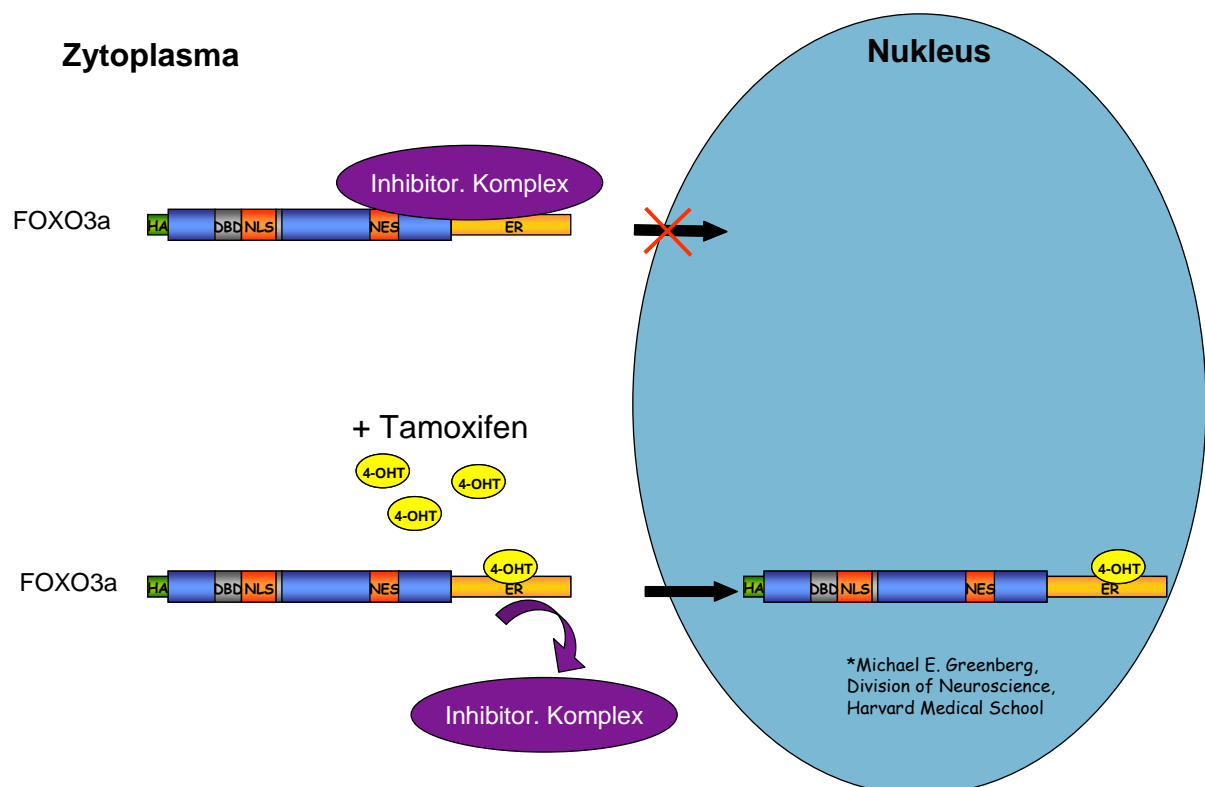 Zytoplasma
Nukleus
Inhibitor. Komplex
FOXO3a
HA
DBD
NLS
NES
ER
+ Tamoxifen
4-OHT
4-OHT
4-OHT
4-OHT
4-OHT
FOXO3a
HA
DBD
NLS
NES
ER
HA
DBD
NLS
NES
ER
Inhibitor. Komplex
*Michael E. Greenberg,
Division of Neuroscience,
Harvard Medical School